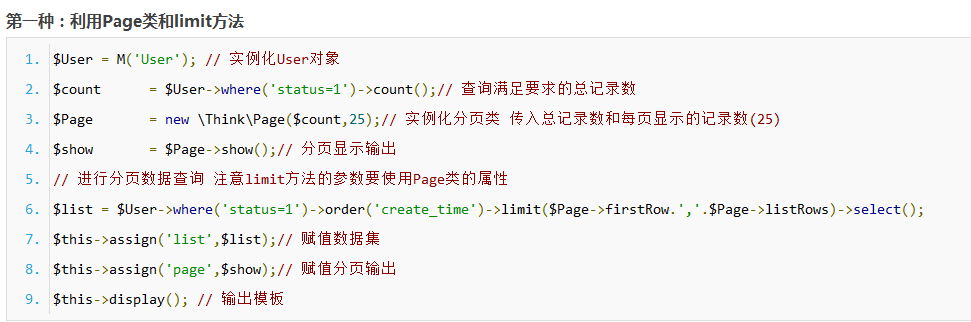 第一种：利用Page类和limit方法
1. $User = M('User'); // 实例化User对象
2. $count      = $User->where('status=1')->count();// 查询满足要求的总记录数
3. $Page       = new \Think\Page($count,25);// 实例化分页类 传入总记录数和每页显示的记录数(25)
4. $show       = $Page->show();// 分页显示输出
5. // 进行分页数据查询 注意limit方法的参数要使用Page类的属性
6. $list = $User->where('status=1')->order('create_time')->limit($Page->firstRow.','.$Page->listRows)->select();
7. $this->assign('list',$list);// 赋值数据集
8. $this->assign('page',$show);// 赋值分页输出
9. $this->display(); // 输出模板